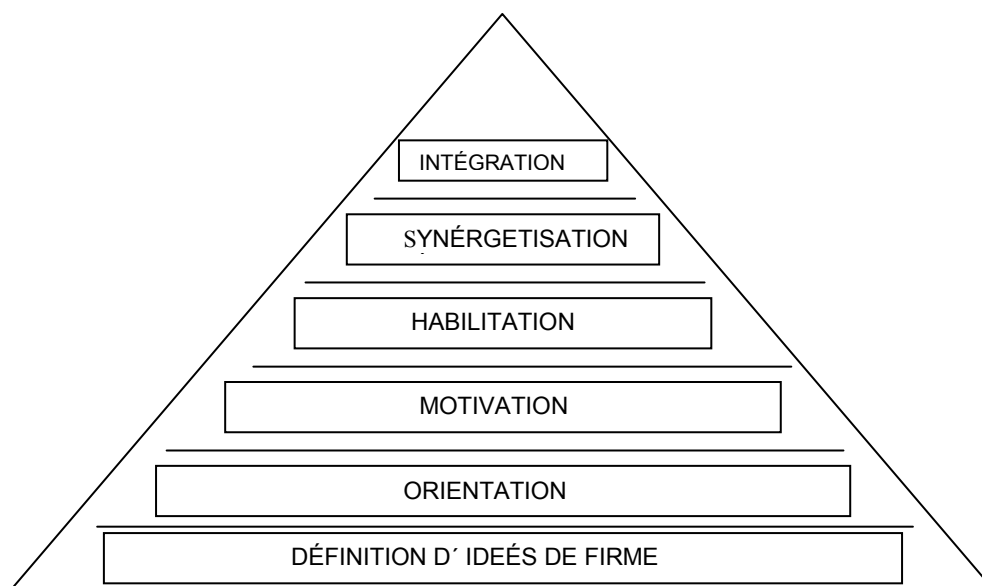 INTÉGRATION
SYNÉRGETISATION
HABILITATION
MOTIVATION
ORIENTATION
DÉFINITION D´ IDEÉS DE FIRME